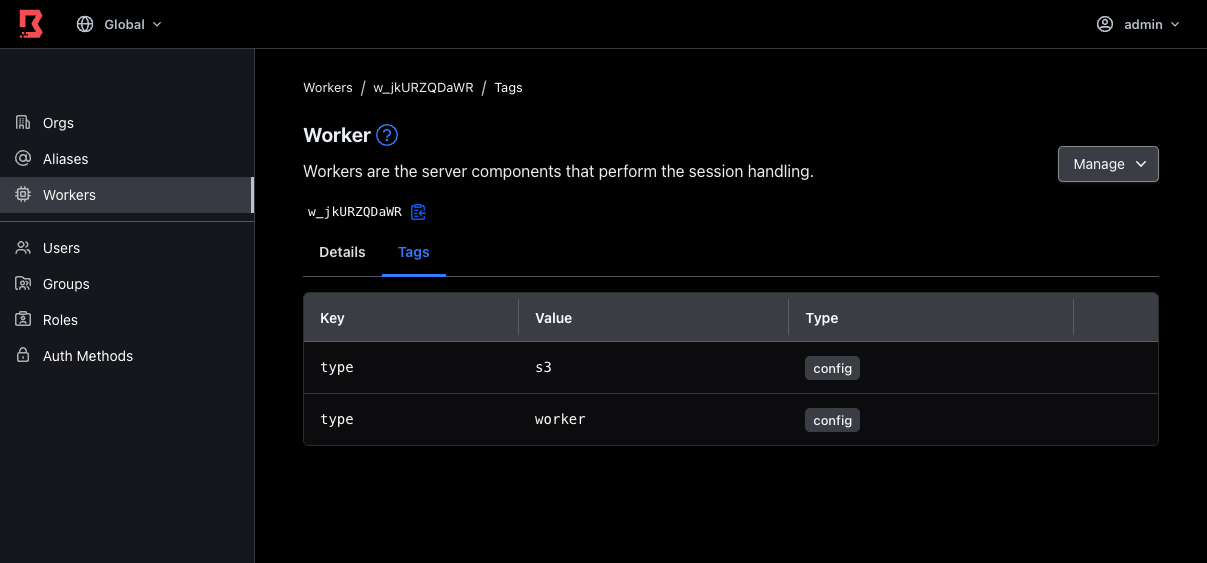 Global
admin
Orgs
Aliases
Workers
Users
Groups
Roles
Auth Methods
Workers / w_jkURZQDaWR / Tags
Worker ?
Workers are the server components that perform the session handling.
Manage
w_jkURZQDaWR
Details Tags
Key Value Type
type s3 config
type worker config